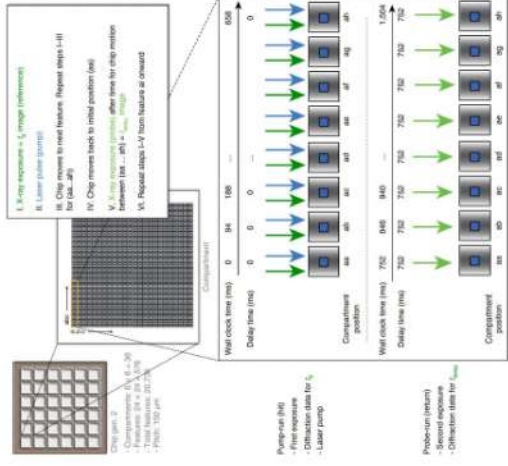 I. X-ray exposure = t0 image (reference)
II. Laser pulse (pump)
III. Chip moves to next feature. Repeat steps I–III
for (aa...ah)
IV. Chip moves back to initial position (aa)
V. X-ray exposure (probe) after time for chip motion
between (aa ... ah) = image
VI. Repeat steps I–V from feature ai onward
Chip gen. 2
- Compartments: 6 × 6 = 36
- Features: 24 × 24 = 576
- Total features: 20,736
- Pitch: 150 µm
Compartment
Pump-run (hit)
- First exposure
- Diffraction data for t0
- Laser pump
Wall clock time (ms) 0 94 188 ... 658
Delay time (ms) 0 0 0 ... 0
Compartment
position
aa ab ac ad ae af ag ah
Probe-run (return)
- Second exposure
- Diffraction data for
Wall clock time (ms) 752 846 940 ... 1,504
Delay time (ms) 752 752 752 752 752 752 752 752
Compartment
position
aa ab ac ad ae af ag ah